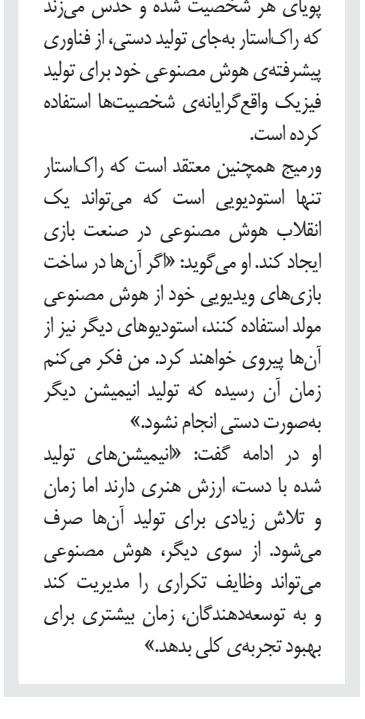 پویای هر شخصیت شده و حدس می‌زند
که راک‌استار به‌جای تولید دستی، از فناوری
پیشرفته‌ی هوش مصنوعی خود برای تولید
فیزیک واقع‌گرایانه‌ی شخصیت‌ها استفاده
کرده است.
ورمیج همچنین معتقد است که راک‌استار
تنها استودیویی است که می‌تواند یک
انقلاب هوش مصنوعی در صنعت بازی
ایجاد کند. او می‌گوید: «اگر آن‌ها در ساخت
بازی‌های ویدیویی خود از هوش مصنوعی
مولد استفاده کنند، استودیوهای دیگر نیز از
آن‌ها پیروی خواهند کرد. من فکر می‌کنم
زمان آن رسیده که تولید انیمیشن دیگر
به‌صورت دستی انجام نشود.»
او در ادامه گفت: «انیمیشن‌های تولید
شده با دست، ارزش هنری دارند اما زمان
و تلاش زیادی برای تولید آن‌ها صرف
می‌شود. از سوی دیگر، هوش مصنوعی
می‌تواند وظایف تکراری را مدیریت کند
و به توسعه‌دهندگان، زمان بیشتری برای
بهبود تجربه‌ی کلی بدهد.»